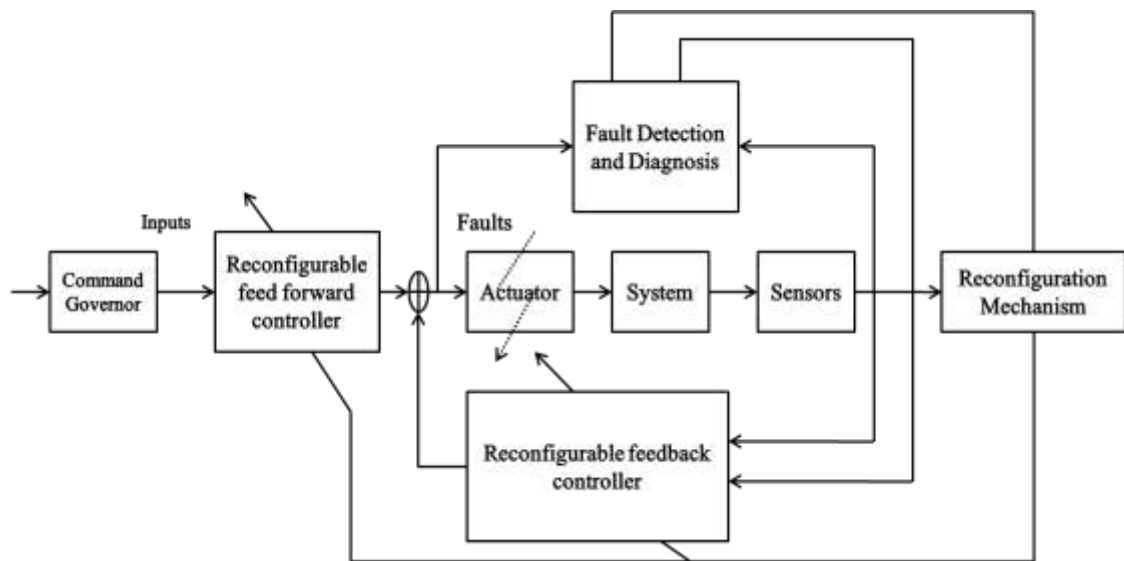 Fault Detection
and Diagnosis
Inputs
Faults
Command
Governor
Reconfigurable
feed forward
controller
Actuator
System
Sensors
Reconfiguration
Mechanism
Reconfigurable feedback
controller